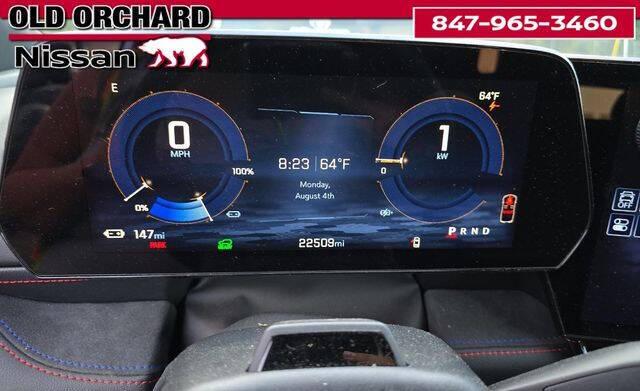 OLD ORCHARD
Nissan
847-965-3460
E
0
MPH
100%
0%
147mi
PARK
8:23 | 64°F
Monday,
August 4th
22509mi
64°F
1
kW
0
PRND
OFF